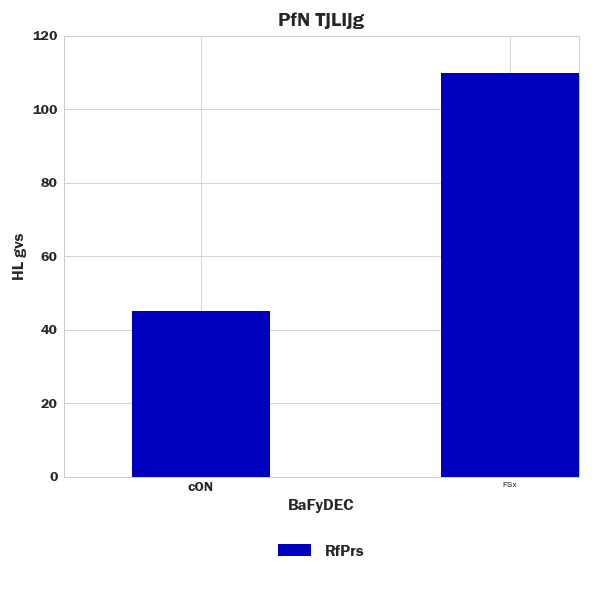 PfN TjLIJg
120
100
80
60
40
20
0
HL gvs
cON
FSx
BaFyDEC
RfPrs